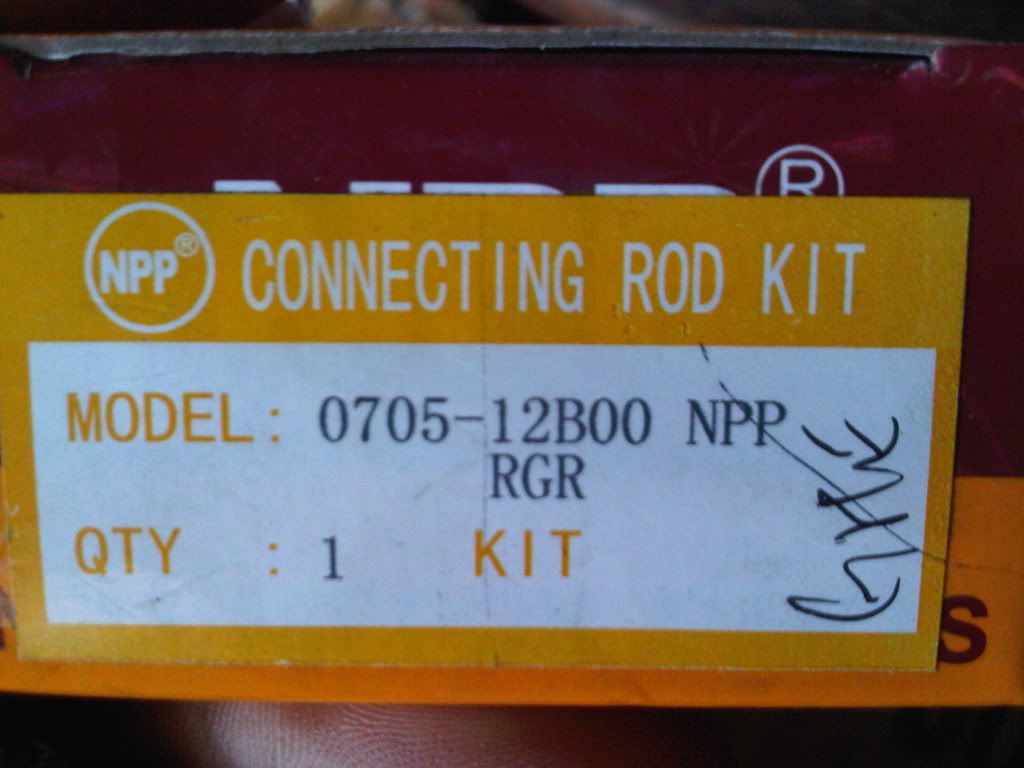 ®
NPP® CONNECTING ROD KIT
MODEL: 0705-12B00 NPP
RGR
QTY : 1 KIT
S